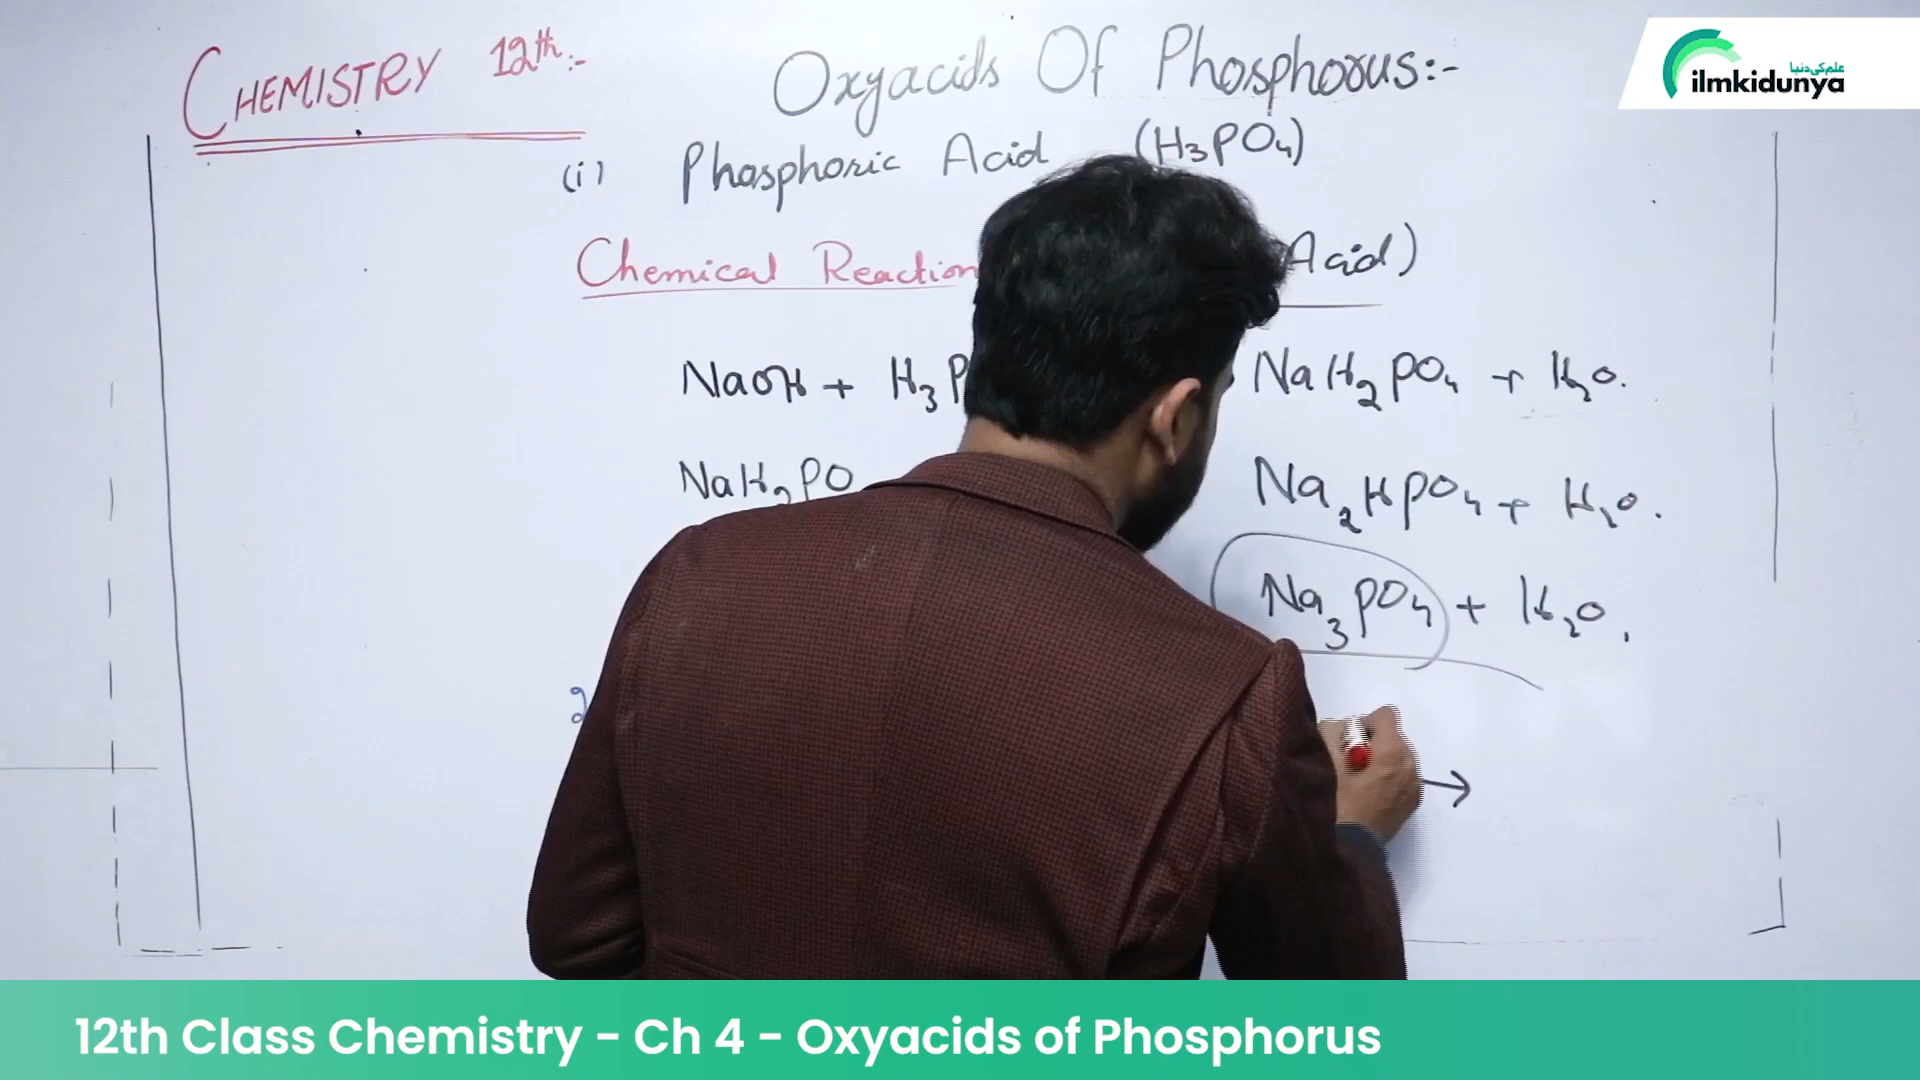 CHEMISTRY 12th:-
Oxyacids Of Phosphorus:-
علم کی دنیا
ilmkidunya
(i) Phosphoric Acid (H₃PO₄)
Chemical Reaction Acid)
NaOH + H₃P NaH₂PO₄ + H₂O.
NaH₂PO Na₂HPO₄ + H₂O.
Na₃PO₄ + H₂O.
2
→
12th Class Chemistry - Ch 4 - Oxyacids of Phosphorus